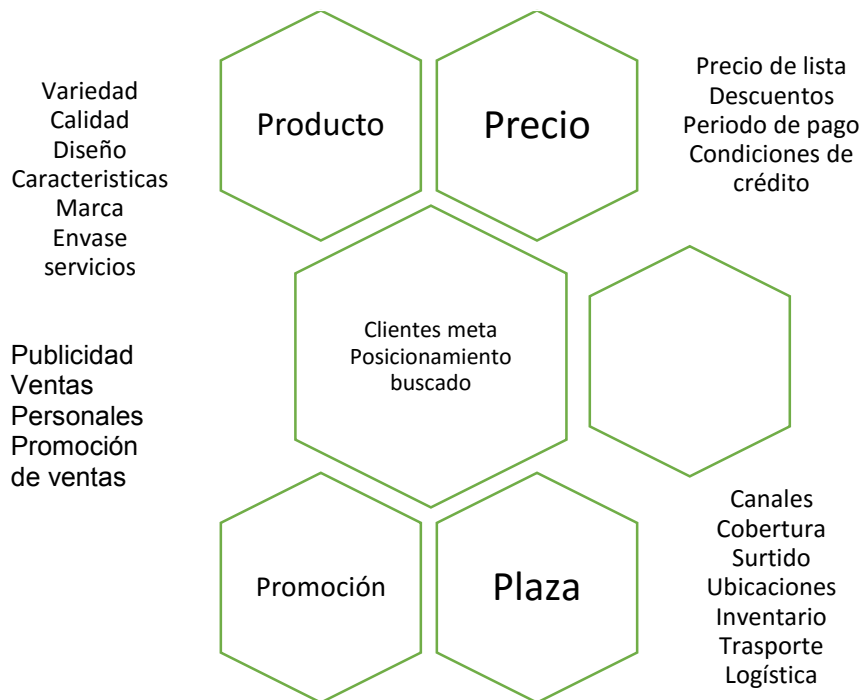 Variedad
Calidad
Diseño
Caracteristicas
Marca
Envase
servicios
Producto
Precio
Precio de lista
Descuentos
Periodo de pago
Condiciones de
crédito
Clientes meta
Posicionamiento
buscado
Publicidad
Ventas
Personales
Promoción
de ventas
Promoción
Plaza
Canales
Cobertura
Surtido
Ubicaciones
Inventario
Trasporte
Logística